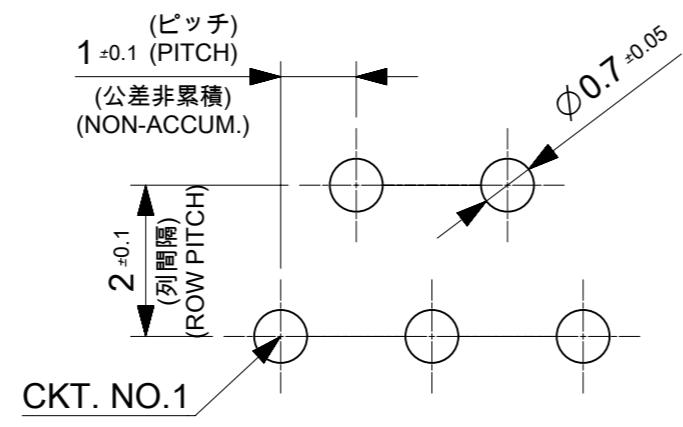 (ピッチ)
1 ±0.1 (PITCH)
(公差非累積)
(NON-ACCUM.)
∅0.7 ±0.05
2 ±0.1
(列間隔)
(ROW PITCH)
CKT. NO.1